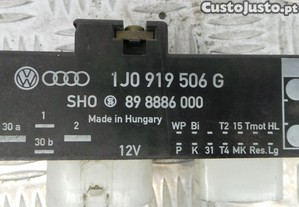 CustoJusto.pt
1J0 919 506 G
SHO 89 8886 000
Made in Hungary
WP Bi T2 15 Tmot HL
30 a 1 2
30 b
P K 31 T4 MK Res. Lg
12V